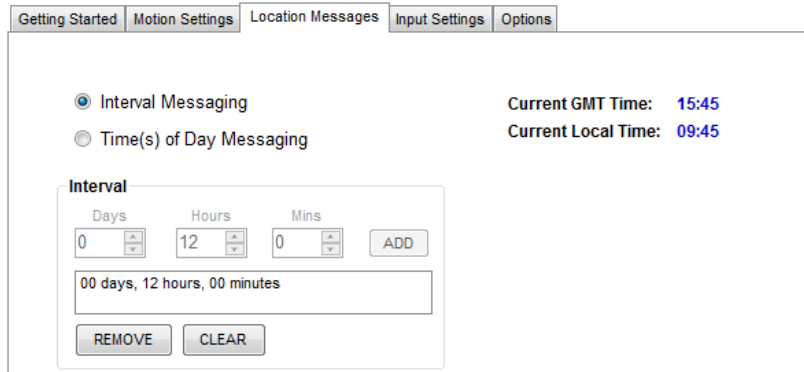 Getting Started Motion Settings Location Messages Input Settings Options
Interval Messaging Current GMT Time: 15:45
Time(s) of Day Messaging Current Local Time: 09:45
Interval
Days Hours Mins
0 12 0 ADD
00 days, 12 hours, 00 minutes
REMOVE CLEAR